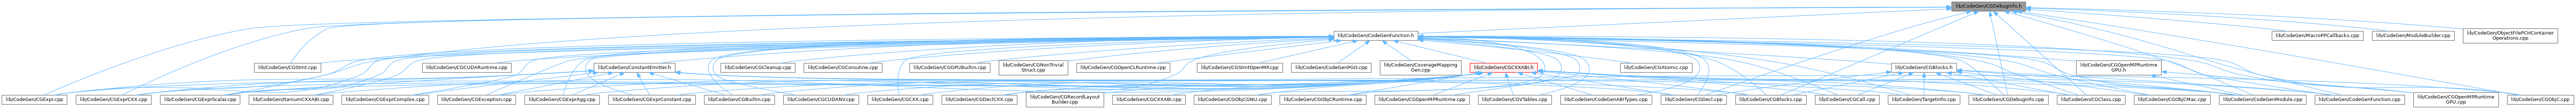 lib/CodeGen/CGDebugInfo.h
lib/CodeGen/CodeGenFunction.h
lib/CodeGen/MacroPPCallbacks.cpp
lib/CodeGen/ModuleBuilder.cpp
lib/CodeGen/ObjectFilePCHContainer
Operations.cpp
lib/CodeGen/CGStmt.cpp
lib/CodeGen/CGCUDARuntime.cpp
lib/CodeGen/ConstantEmitter.h
lib/CodeGen/CGCleanup.cpp
lib/CodeGen/CGCoroutine.cpp
lib/CodeGen/CGGPUBuiltin.cpp
lib/CodeGen/CGNonTrivial
Struct.cpp
lib/CodeGen/CGOpenCLRuntime.cpp
lib/CodeGen/CGStmtOpenMP.cpp
lib/CodeGen/CodeGenPGO.cpp
lib/CodeGen/CoverageMapping
Gen.cpp
lib/CodeGen/CGCXXABI.h
lib/CodeGen/CGAtomic.cpp
lib/CodeGen/CGBlocks.h
lib/CodeGen/CGOpenMPRuntime
GPU.h
lib/CodeGen/CGExpr.cpp
lib/CodeGen/CGExprCXX.cpp
lib/CodeGen/CGExprScalar.cpp
lib/CodeGen/ItaniumCXXABI.cpp
lib/CodeGen/CGExprComplex.cpp
lib/CodeGen/CGException.cpp
lib/CodeGen/CGExprAgg.cpp
lib/CodeGen/CGExprConstant.cpp
lib/CodeGen/CGBuiltin.cpp
lib/CodeGen/CGCUDANV.cpp
lib/CodeGen/CGCXX.cpp
lib/CodeGen/CGDeclCXX.cpp
lib/CodeGen/CGRecordLayout
Builder.cpp
lib/CodeGen/CGCXXABI.cpp
lib/CodeGen/CGObjCGNU.cpp
lib/CodeGen/CGObjCRuntime.cpp
lib/CodeGen/CGOpenMPRuntime.cpp
lib/CodeGen/CGVTables.cpp
lib/CodeGen/CodeGenABITypes.cpp
lib/CodeGen/CGDecl.cpp
lib/CodeGen/CGBlocks.cpp
lib/CodeGen/CGCall.cpp
lib/CodeGen/TargetInfo.cpp
lib/CodeGen/CGDebugInfo.cpp
lib/CodeGen/CGClass.cpp
lib/CodeGen/CGObjCMac.cpp
lib/CodeGen/CodeGenModule.cpp
lib/CodeGen/CodeGenFunction.cpp
lib/CodeGen/CGOpenMPRuntime
GPU.cpp
lib/CodeGen/CGObjC.cpp